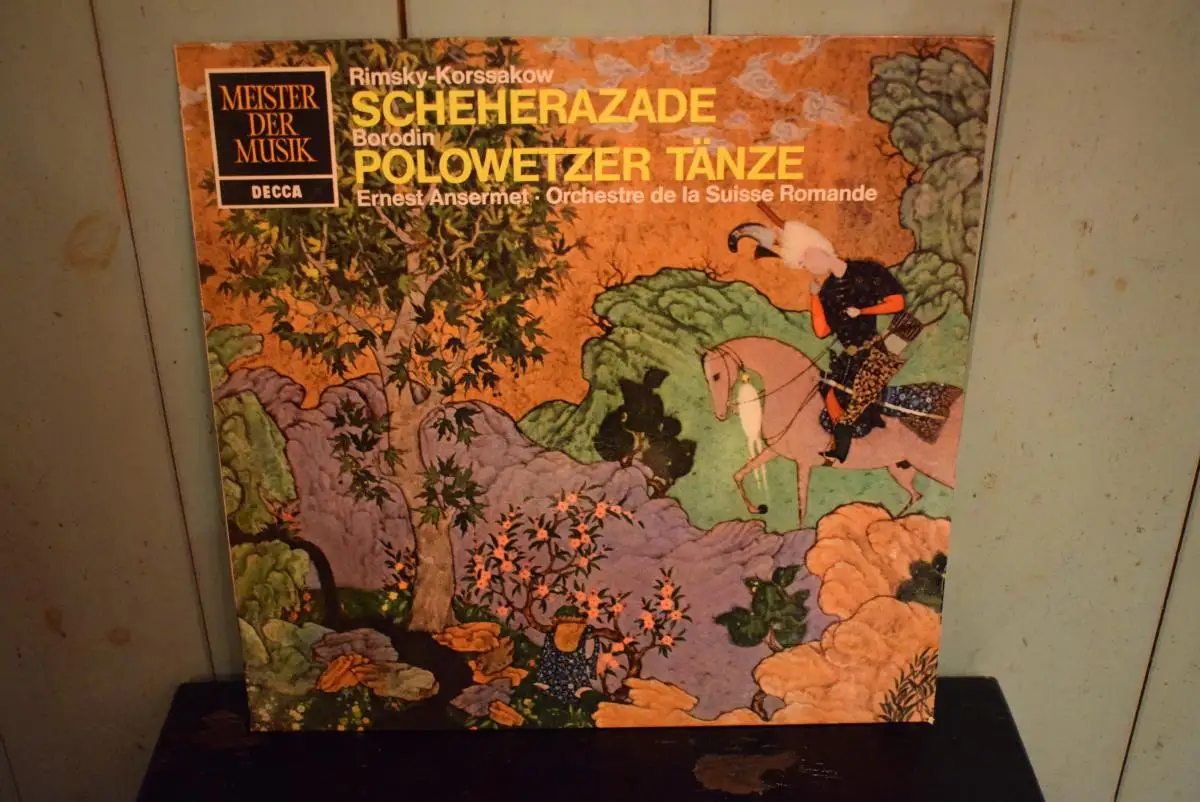 MEISTER
DER
MUSIK
DECCA
Rimsky-Korssakow
SCHEHERAZADE
Borodin
POLOWETZER TÄNZE
Ernest Ansermet · Orchestre de la Suisse Romande